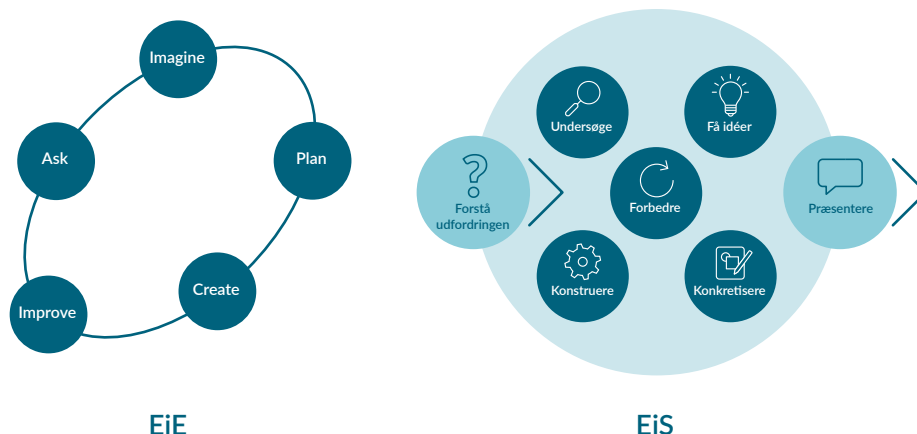 Imagine
Ask
Plan
Create
Improve
EiE
Undersøge
Få idéer
Forstå
udfordringen
Forbedre
Præsentere
Konstruere
Konkretisere
EiS